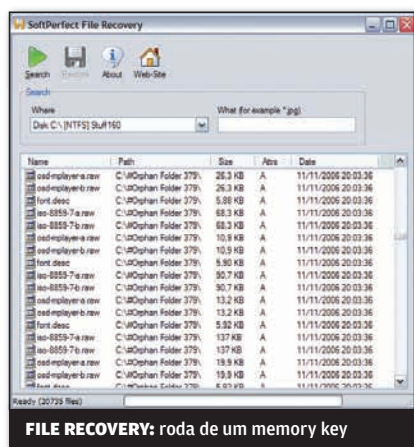 SoftPerfect File Recovery
Search Recover About Web-Site
Search
Where What (for example *.jpg)
Disk C:\ [NTFS] Stuff160
Name Path Size Attrs Date
osd-mplayer-a.raw C:\#Orphan Folder 379\ 26,3 KB A 11/11/2006 20:03:36
osd-mplayer-b.raw C:\#Orphan Folder 379\ 26,3 KB A 11/11/2006 20:03:36
font.desc C:\#Orphan Folder 379\ 5,88 KB A 11/11/2006 20:03:36
iso-8859-7-a.raw C:\#Orphan Folder 379\ 68,3 KB A 11/11/2006 20:03:36
iso-8859-7-b.raw C:\#Orphan Folder 379\ 68,3 KB A 11/11/2006 20:03:36
osd-mplayer-a.raw C:\#Orphan Folder 379\ 10,9 KB A 11/11/2006 20:03:36
osd-mplayer-b.raw C:\#Orphan Folder 379\ 10,9 KB A 11/11/2006 20:03:36
font.desc C:\#Orphan Folder 379\ 5,90 KB A 11/11/2006 20:03:36
iso-8859-7-a.raw C:\#Orphan Folder 379\ 90,7 KB A 11/11/2006 20:03:36
iso-8859-7-b.raw C:\#Orphan Folder 379\ 90,7 KB A 11/11/2006 20:03:36
osd-mplayer-a.raw C:\#Orphan Folder 379\ 13,2 KB A 11/11/2006 20:03:36
osd-mplayer-b.raw C:\#Orphan Folder 379\ 13,2 KB A 11/11/2006 20:03:36
font.desc C:\#Orphan Folder 379\ 5,92 KB A 11/11/2006 20:03:36
iso-8859-7-a.raw C:\#Orphan Folder 379\ 137 KB A 11/11/2006 20:03:36
iso-8859-7-b.raw C:\#Orphan Folder 379\ 137 KB A 11/11/2006 20:03:36
osd-mplayer-a.raw C:\#Orphan Folder 379\ 19,9 KB A 11/11/2006 20:03:36
osd-mplayer-b.raw C:\#Orphan Folder 379\ 19,9 KB A 11/11/2006 20:03:36
font.desc C:\#Orphan Folder 379\ 5,93 KB A 11/11/2006 20:03:36
Ready (20735 files)
FILE RECOVERY: roda de um memory key